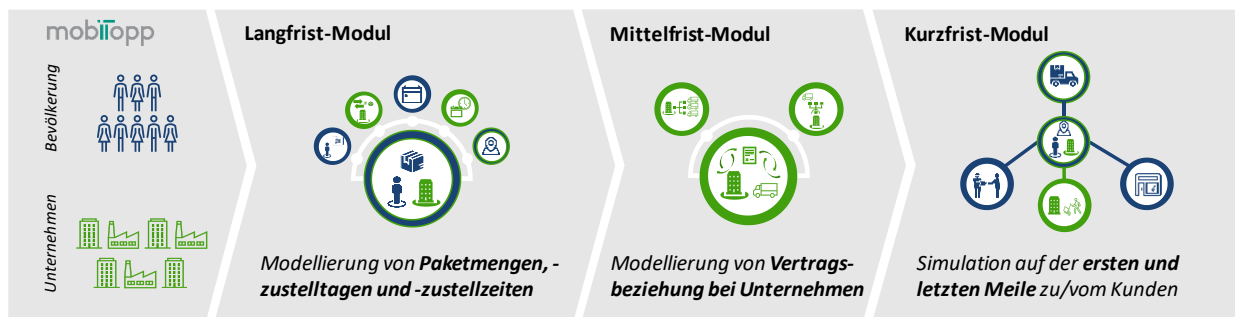 mobiTopp
Bevölkerung
Unternehmen
Langfrist-Modul
Modellierung von Paketmengen, -
zustelltagen und -zustellzeiten
Mittelfrist-Modul
Modellierung von Vertrags-
beziehung bei Unternehmen
Kurzfrist-Modul
Simulation auf der ersten und
letzten Meile zu/vom Kunden